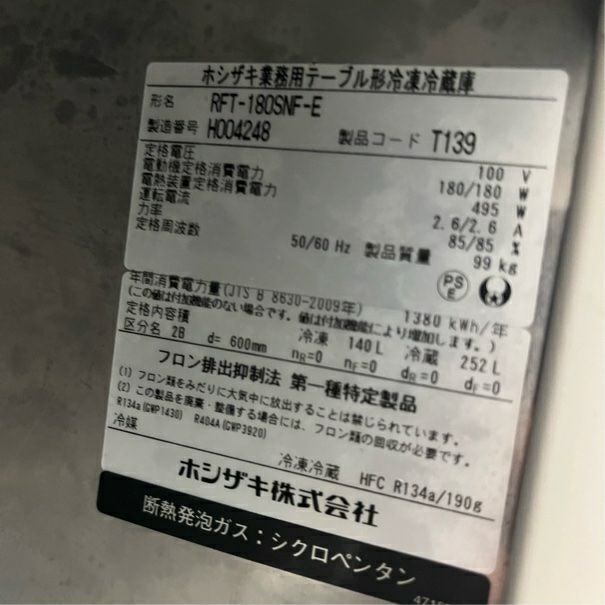 ホシザキ業務用テーブル形冷凍冷蔵庫
形名 RFT-180SNF-E
製造番号 H004248 製品コード T139
定格電圧 100 V
電動機定格消費電力 180/180 W
電熱装置定格消費電力 495 W
運転電流 2.6/2.6 A
力率 85/85 %
定格周波数 50/60 Hz 製品質量 99 kg
PS
E
年間消費電力量(JIS B 8630-2009年) 1380 kWh/年
(この値は付加機能のない場合です。値は付加機能により増加します。)
定格内容積 冷凍 140 L 冷蔵 252 L
区分名 2B d= 600mm nR=0 nF=0 dR=0 dF=0
フロン排出抑制法 第一種特定製品
(1) フロン類をみだりに大気中に放出することは禁じられています。
(2) この製品を廃棄・整備する場合には、フロン類の回収が必要です。
R134a(GWP1430) R404A(GWP3920)
冷媒 冷凍冷蔵 HFC R134a/190g
ホシザキ株式会社
断熱発泡ガス：シクロペンタン